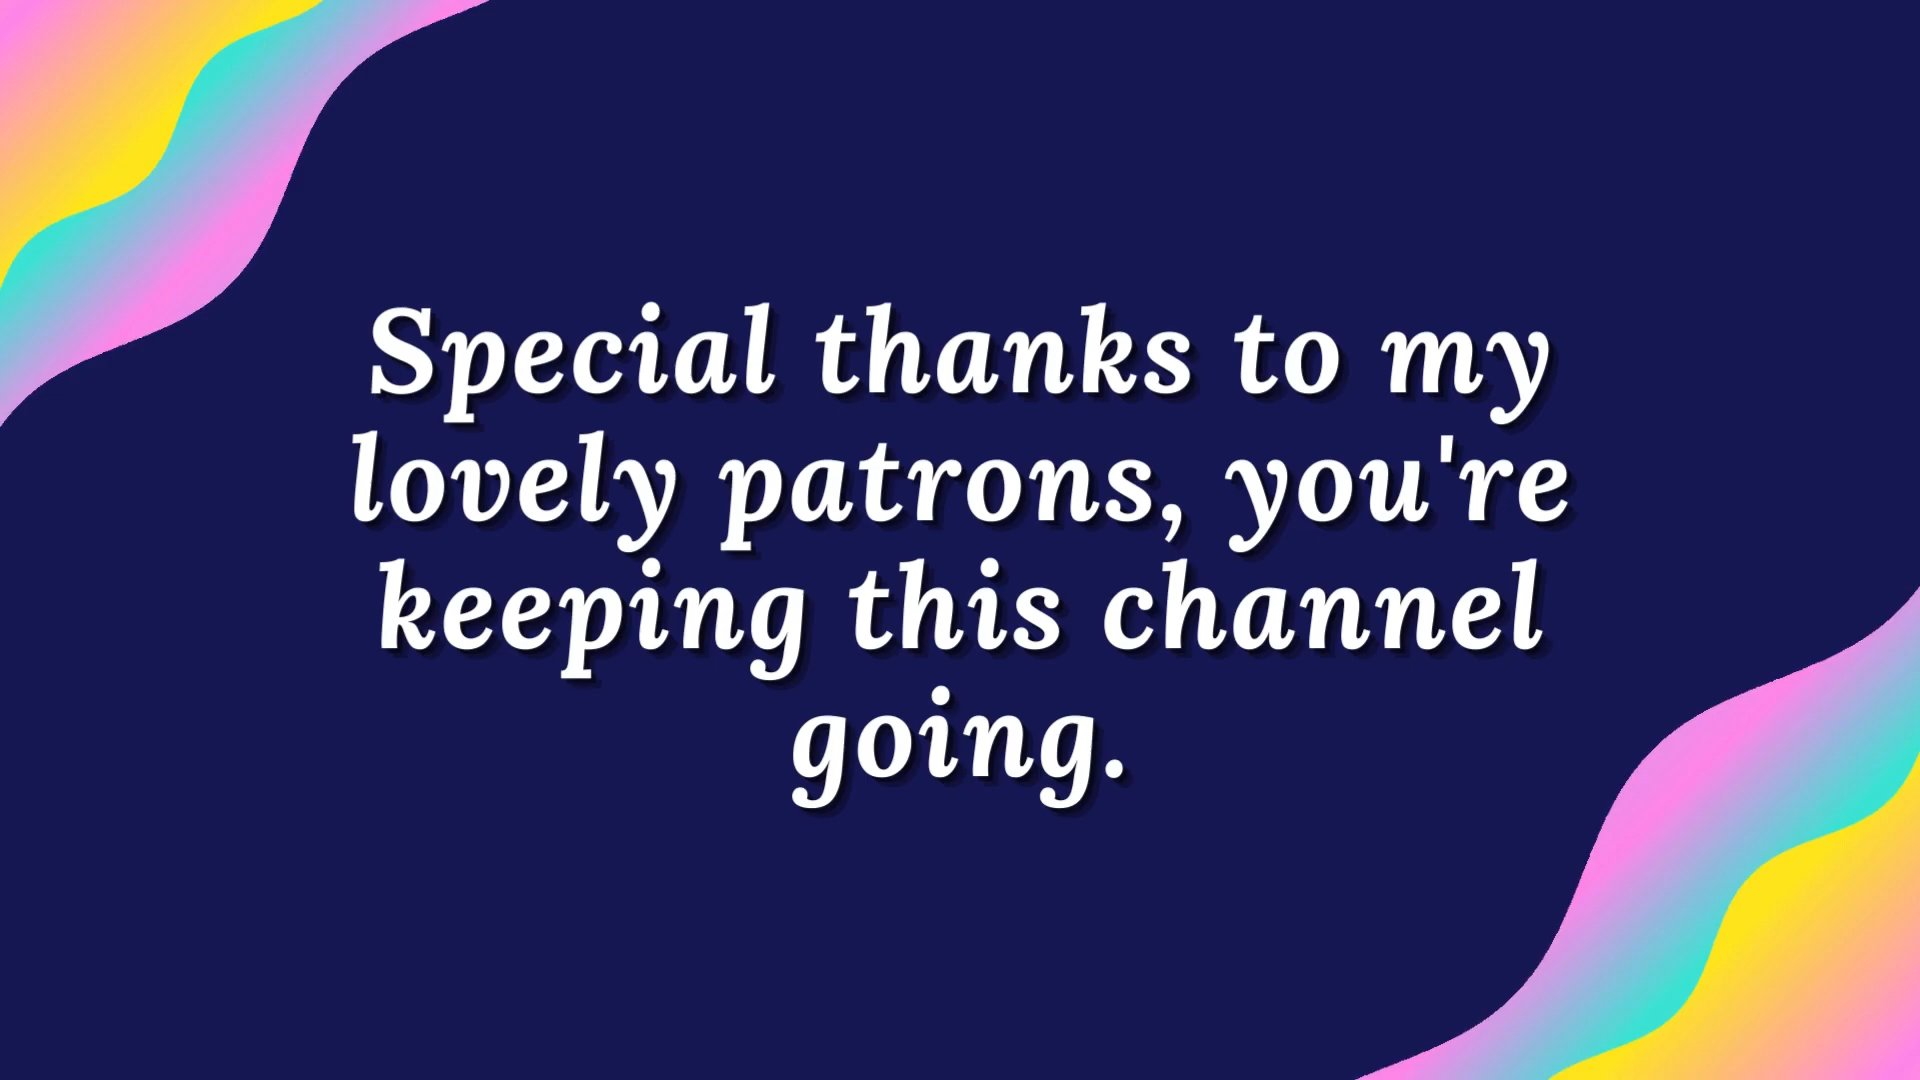 Special thanks to my
lovely patrons, you're
keeping this channel
going.